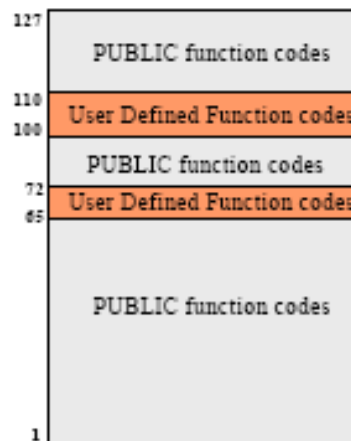 127
PUBLIC function codes
110
User Defined Function codes
100
PUBLIC function codes
72
User Defined Function codes
65
PUBLIC function codes
1